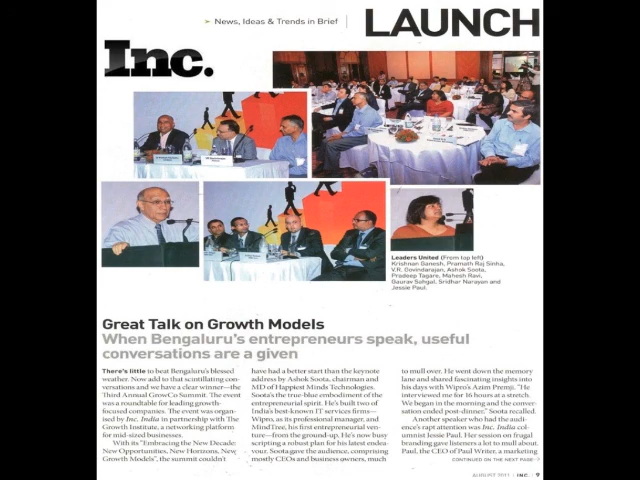 ➤ News, Ideas & Trends in Brief
LAUNCH
Inc.
Leaders United (From top left)
Krishnan Ganesh, Pramath Raj Sinha,
V.R. Govindarajan, Ashok Soota,
Pradeep Tagare, Mahesh Ravi,
Gaurav Sahgal, Sridhar Narayan and
Jessie Paul.
Great Talk on Growth Models
When Bengaluru's entrepreneurs speak, useful
conversations are a given
There's little to beat Bengaluru's blessed
weather. Now add to that scintillating con-
versations and we have a clear winner—the
Third Annual GrowCo Summit. The event
was a roundtable for leading growth-
focused companies. The event was organ-
ised by Inc. India in partnership with The
Growth Institute, a networking platform
for mid-sized businesses.
With its "Embracing the New Decade:
New Opportunities, New Horizons, New
Growth Models", the summit couldn't
have had a better start than the keynote
address by Ashok Soota, chairman and
MD of Happiest Minds Technologies.
Soota's the true-blue embodiment of the
entrepreneurial spirit. He's built two of
India's best-known IT services firms—
Wipro, as its professional manager, and
MindTree, his first entrepreneurial ven-
ture—from the ground-up. He's now busy
scripting a robust plan for his latest endea-
vour. Soota gave the audience, comprising
mostly CEOs and business owners, much
to mull over. He went down the memory
lane and shared fascinating insights into
his days with Wipro's Azim Premji. "He
interviewed me for 16 hours at a stretch.
We began in the morning and the conver-
sation ended post-dinner," Soota recalled.
Another speaker who had the audi-
ence's rapt attention was Inc. India col-
umnist Jessie Paul. Her session on frugal
branding gave listeners a lot to mull about.
Paul, the CEO of Paul Writer, a marketing
CONTINUED ON THE NEXT PAGE
AUGUST 2011 | INC. | 9